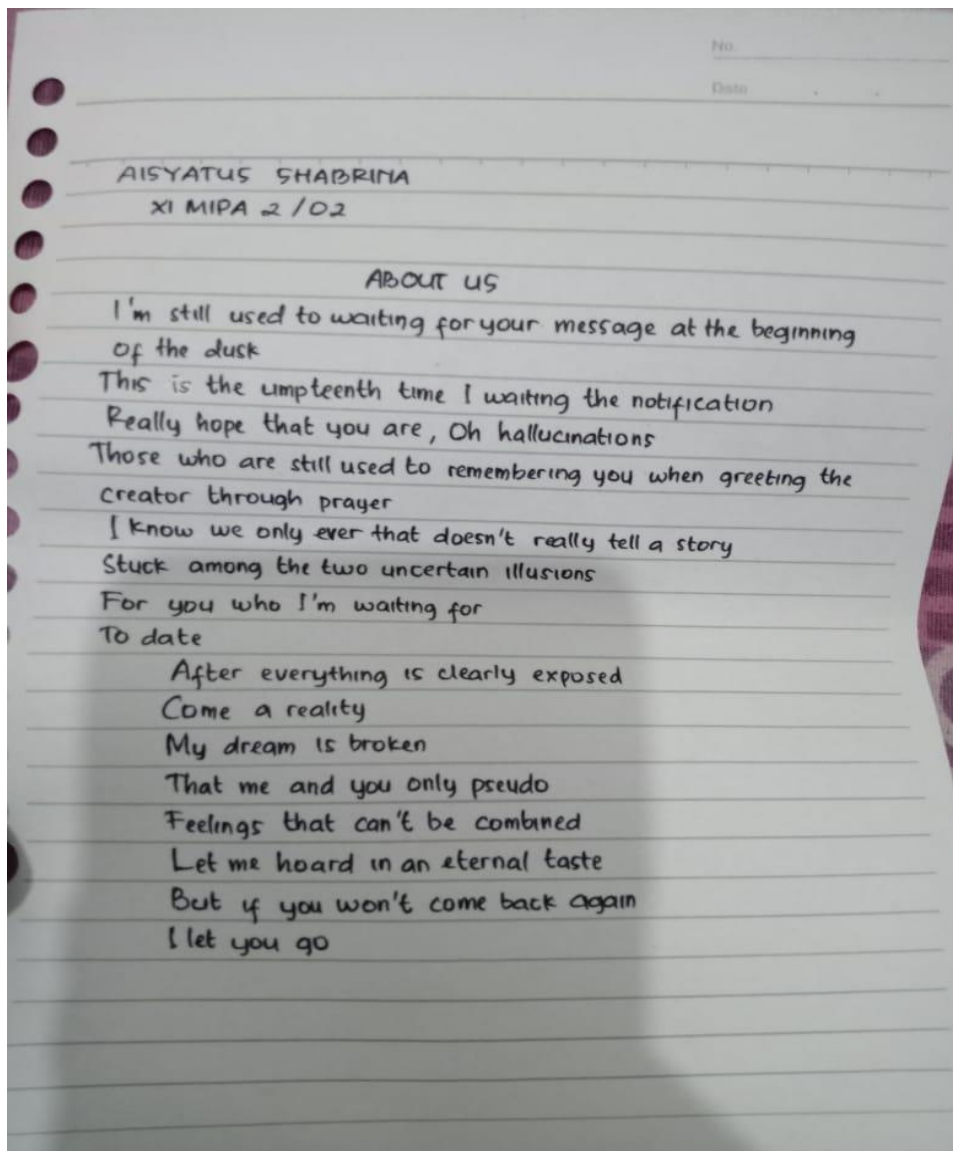 No.
Date
AISYATUS SHABRINA
XI MIPA 2 / 02
ABOUT US
I'm still used to waiting for your message at the beginning
of the dusk
This is the umpteenth time I waiting the notification
Really hope that you are, Oh hallucinations
Those who are still used to remembering you when greeting the
creator through prayer
I know we only ever that doesn't really tell a story
Stuck among the two uncertain illusions
For you who I'm waiting for
To date
After everything is clearly exposed
Come a reality
My dream is broken
That me and you only pseudo
Feelings that can't be combined
Let me hoard in an eternal taste
But if you won't come back again
I let you go